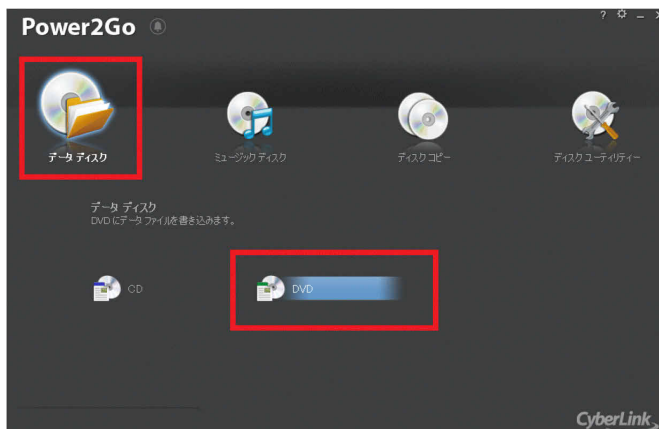 Power2Go
? _ ×
データ ディスク
ミュージック ディスク
ディスク コピー
ディスク ユーティリティー
データ ディスク
DVD にデータ ファイルを書き込みます。
CD
DVD
CyberLink